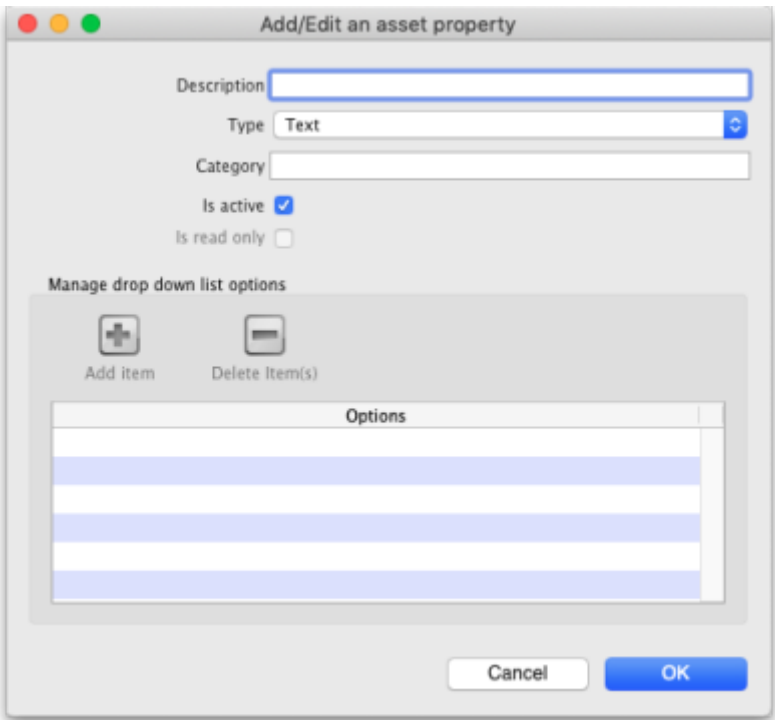 Add/Edit an asset property
Description
Type Text
Category
Is active
Is read only
Manage drop down list options
Add item Delete Item(s)
Options
Cancel OK